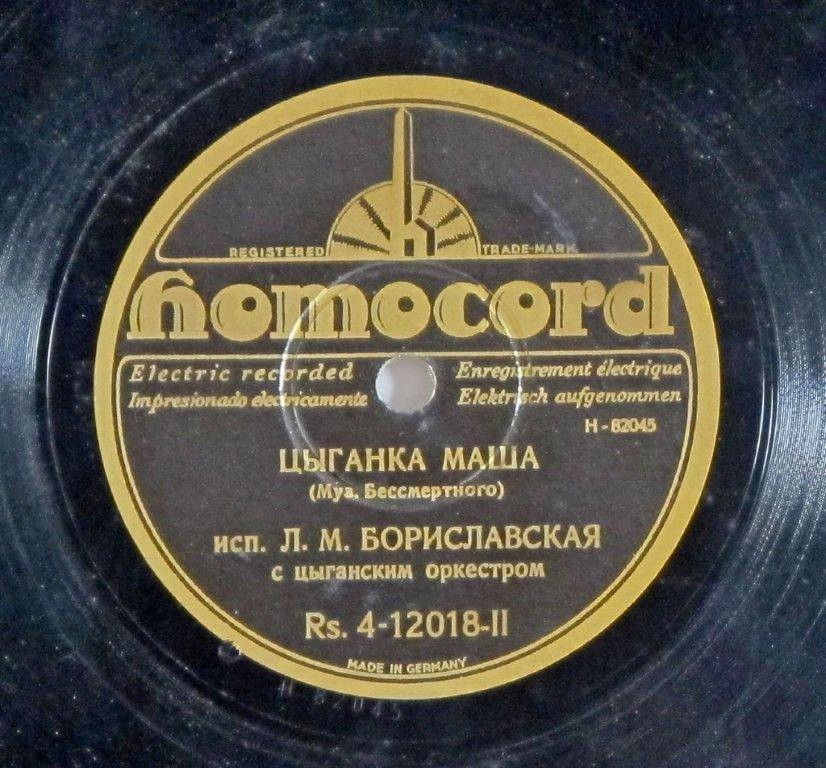 REGISTERED TRADE-MARK
homocord
Electric recorded Enregistrement électrique
Impresionado electricamente Elektrisch aufgenommen
H-82045
ЦЫГАНКА МАША
(Муз. Бессмертного)
исп. Л. М. БОРИСЛАВСКАЯ
с цыганским оркестром
Rs. 4-12018-II
MADE IN GERMANY
H 82045